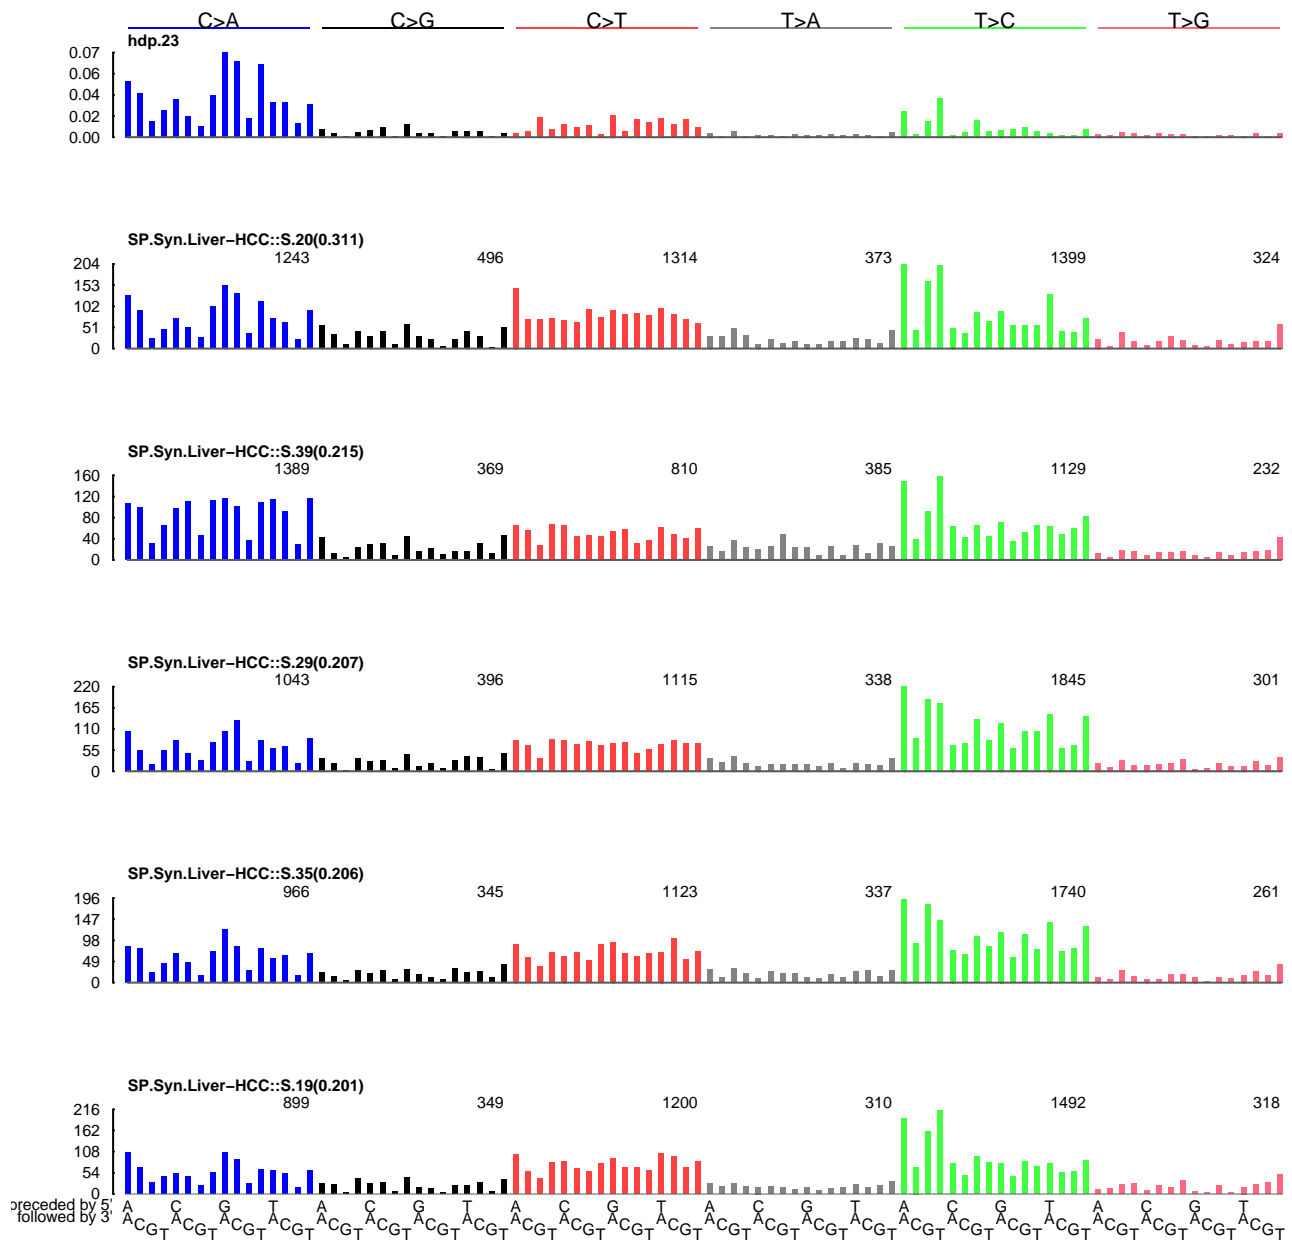 C>A C>G C>T T>A T>C T>G
hdp.23
0.07
0.06
0.04
0.02
0.00
SP.Syn.Liver−HCC::S.20(0.311)
1243 496 1314 373 1399 324
204
153
102
51
0
SP.Syn.Liver−HCC::S.39(0.215)
1389 369 810 385 1129 232
160
120
80
40
0
SP.Syn.Liver−HCC::S.29(0.207)
1043 396 1115 338 1845 301
220
165
110
55
0
SP.Syn.Liver−HCC::S.35(0.206)
966 345 1123 337 1740 261
196
147
98
49
0
SP.Syn.Liver−HCC::S.19(0.201)
899 349 1200 310 1492 318
216
162
108
54
0
preceded by 5' A C G T A C G T A C G T A C G T A C G T A C G T
followed by 3' A C G T A C G T A C G T A C G T A C G T A C G T A C G T A C G T A C G T A C G T A C G T A C G T A C G T A C G T A C G T A C G T A C G T A C G T A C G T A C G T A C G T A C G T A C G T A C G T